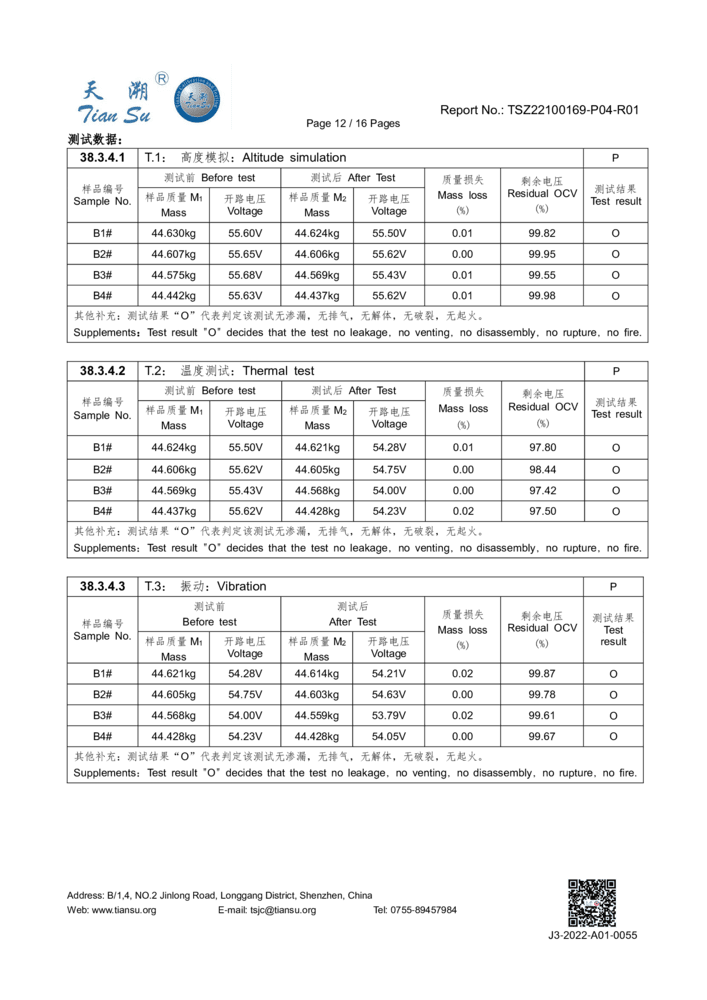 天 溯 ®
Tian Su
Report No.: TSZ22100169-P04-R01
Page 12 / 16 Pages
测试数据：
38.3.4.1 T.1： 高度模拟：Altitude simulation P
样品编号 Sample No. 测试前 Before test 测试后 After Test 质量损失 Mass loss (%) 剩余电压 Residual OCV (%) 测试结果 Test result
样品质量 M1 Mass 开路电压 Voltage 样品质量 M2 Mass 开路电压 Voltage
B1# 44.630kg 55.60V 44.624kg 55.50V 0.01 99.82 O
B2# 44.607kg 55.65V 44.606kg 55.62V 0.00 99.95 O
B3# 44.575kg 55.68V 44.569kg 55.43V 0.01 99.55 O
B4# 44.442kg 55.63V 44.437kg 55.62V 0.01 99.98 O
其他补充：测试结果“O”代表判定该测试无渗漏，无排气，无解体，无破裂，无起火。
Supplements：Test result "O" decides that the test no leakage，no venting，no disassembly，no rupture，no fire.
38.3.4.2 T.2： 温度测试：Thermal test P
样品编号 Sample No. 测试前 Before test 测试后 After Test 质量损失 Mass loss (%) 剩余电压 Residual OCV (%) 测试结果 Test result
样品质量 M1 Mass 开路电压 Voltage 样品质量 M2 Mass 开路电压 Voltage
B1# 44.624kg 55.50V 44.621kg 54.28V 0.01 97.80 O
B2# 44.606kg 55.62V 44.605kg 54.75V 0.00 98.44 O
B3# 44.569kg 55.43V 44.568kg 54.00V 0.00 97.42 O
B4# 44.437kg 55.62V 44.428kg 54.23V 0.02 97.50 O
其他补充：测试结果“O”代表判定该测试无渗漏，无排气，无解体，无破裂，无起火。
Supplements：Test result "O" decides that the test no leakage，no venting，no disassembly，no rupture，no fire.
38.3.4.3 T.3： 振动：Vibration P
样品编号 Sample No. 测试前 Before test 测试后 After Test 质量损失 Mass loss (%) 剩余电压 Residual OCV (%) 测试结果 Test result
样品质量 M1 Mass 开路电压 Voltage 样品质量 M2 Mass 开路电压 Voltage
B1# 44.621kg 54.28V 44.614kg 54.21V 0.02 99.87 O
B2# 44.605kg 54.75V 44.603kg 54.63V 0.00 99.78 O
B3# 44.568kg 54.00V 44.559kg 53.79V 0.02 99.61 O
B4# 44.428kg 54.23V 44.428kg 54.05V 0.00 99.67 O
其他补充：测试结果“O”代表判定该测试无渗漏，无排气，无解体，无破裂，无起火。
Supplements：Test result "O" decides that the test no leakage，no venting，no disassembly，no rupture，no fire.
Address: B/1,4, NO.2 Jinlong Road, Longgang District, Shenzhen, China
Web: www.tiansu.org E-mail: tsjc@tiansu.org Tel: 0755-89457984
J3-2022-A01-0055